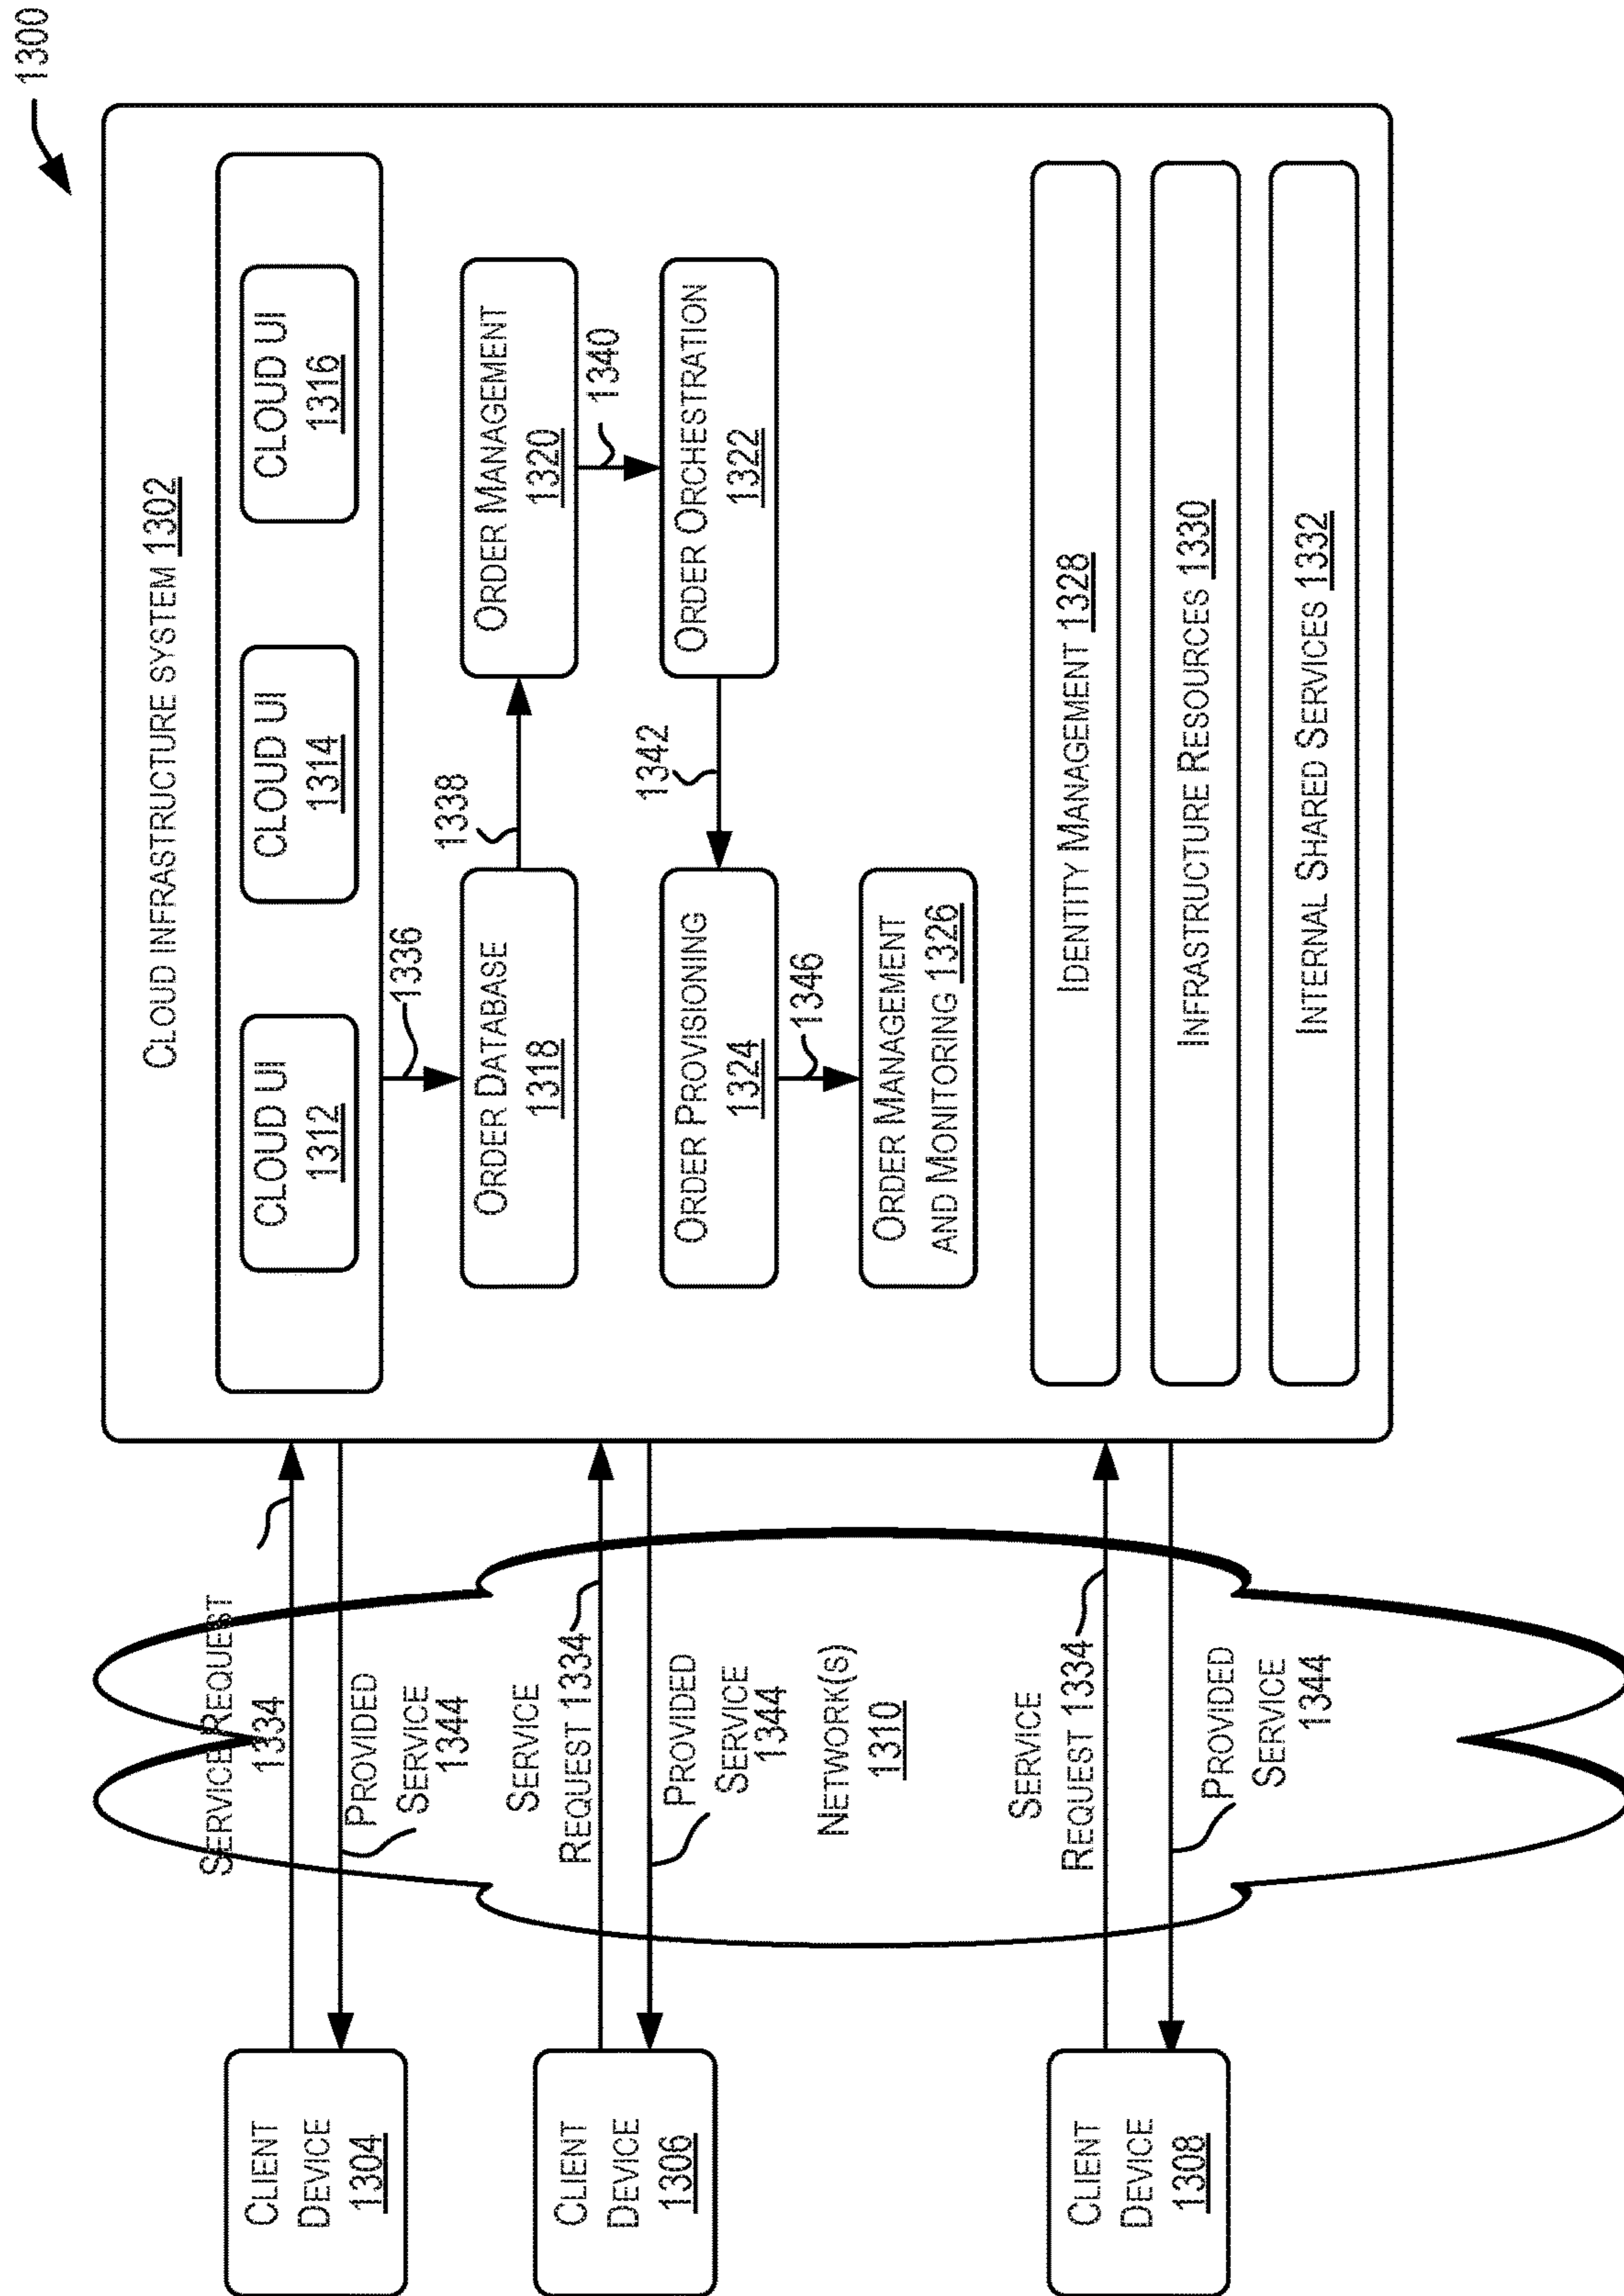 1300
CLOUD INFRASTRUCTURE SYSTEM 1302
CLOUD UI
1312
CLOUD UI
1314
CLOUD UI
1316
1336
ORDER DATABASE
1318
1338
ORDER MANAGEMENT
1320
1340
ORDER PROVISIONING
1324
1342
ORDER ORCHESTRATION
1322
1346
ORDER MANAGEMENT
AND MONITORING 1326
IDENTITY MANAGEMENT 1328
INFRASTRUCTURE RESOURCES 1330
INTERNAL SHARED SERVICES 1332
CLIENT
DEVICE
1304
SERVICE REQUEST
1334
PROVIDED
SERVICE
1344
CLIENT
DEVICE
1306
SERVICE
REQUEST 1334
PROVIDED
SERVICE
1344
NETWORK(S)
1310
CLIENT
DEVICE
1308
SERVICE
REQUEST 1334
PROVIDED
SERVICE
1344